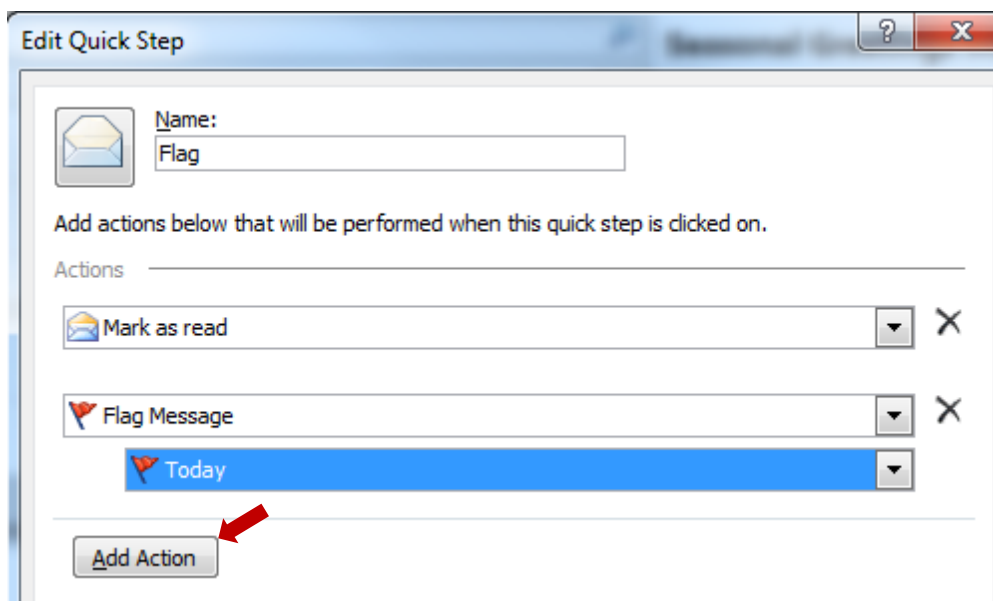 Edit Quick Step
?
Name:
Flag
Add actions below that will be performed when this quick step is clicked on.
Actions
Mark as read
Flag Message
Today
Add Action